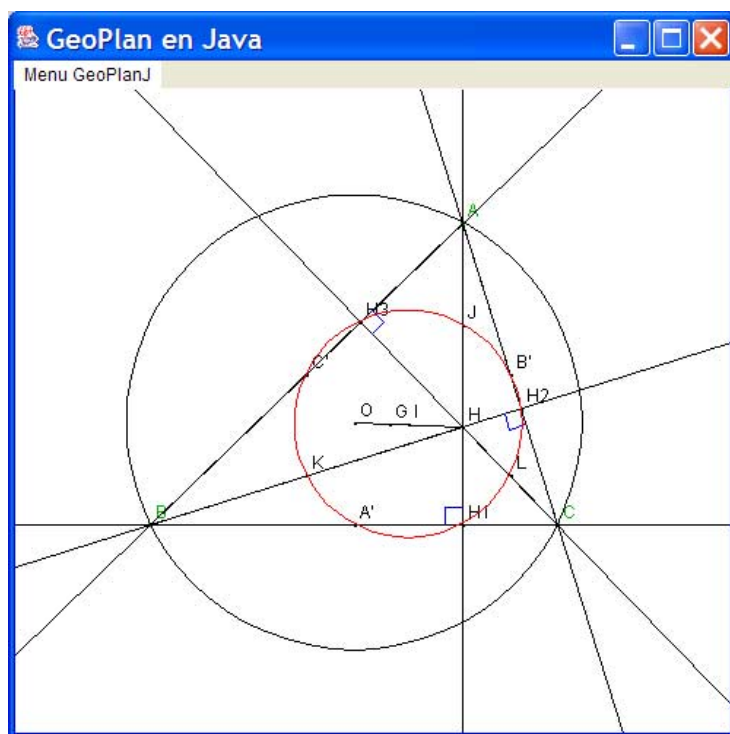 GeoPlan en Java
Menu GeoPlanJ
A
H3
J
C'
B'
H2
O
G I
H
K
L
B
A'
H1
C